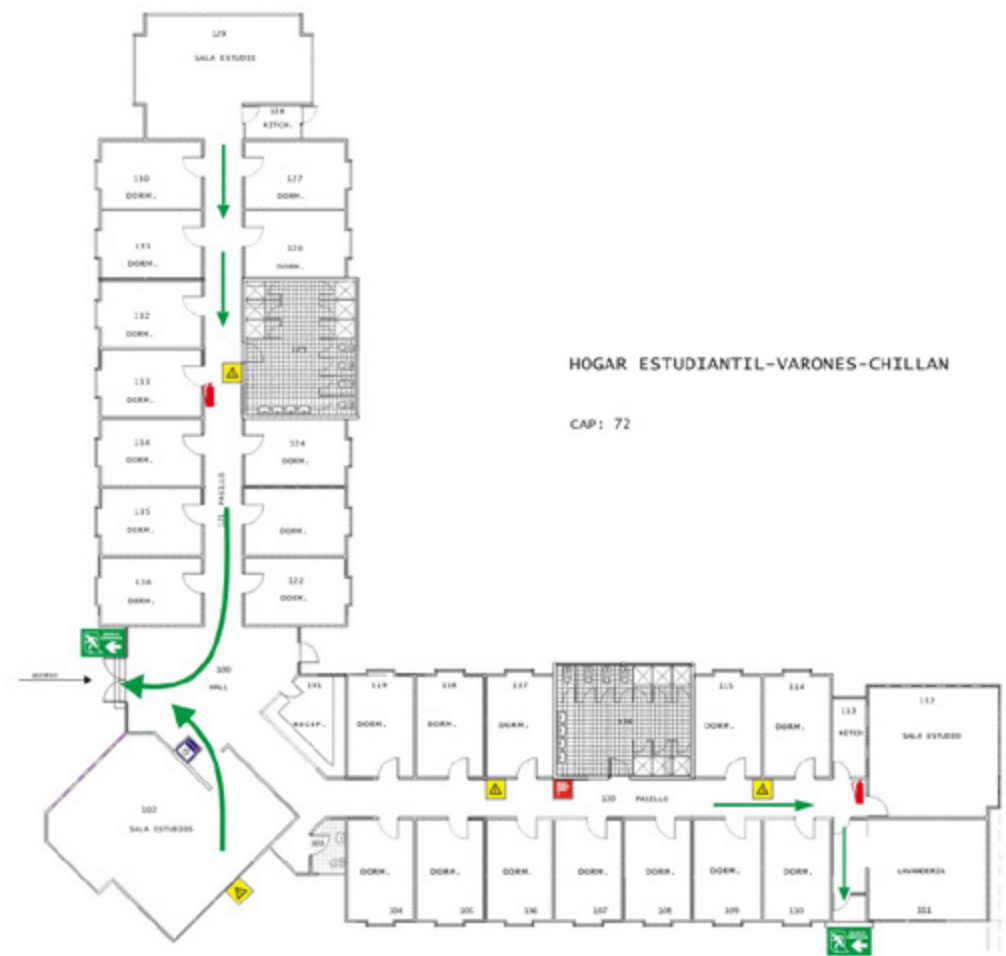 129
SALA ESTUDIO
128
KITCH.
130
DORM.
127
DORM.
131
DORM.
126
DORM.
132
DORM.
133
DORM.
HOGAR ESTUDIANTIL-VARONES-CHILLAN
CAP: 72
134
DORM.
124
DORM.
121 PASILLO
135
DORM.
DORM.
136
DORM.
122
DORM.
ACCESO
100
HALL
RECEP.
119
DORM.
118
DORM.
117
DORM.
116
115
DORM.
114
DORM.
113
KITCH
112
SALA ESTUDIO
120 PASILLO
102
SALA ESTUDIOS
103
DORM.
104
DORM.
105
DORM.
106
DORM.
107
DORM.
108
DORM.
109
DORM.
110
LAVANDERIA